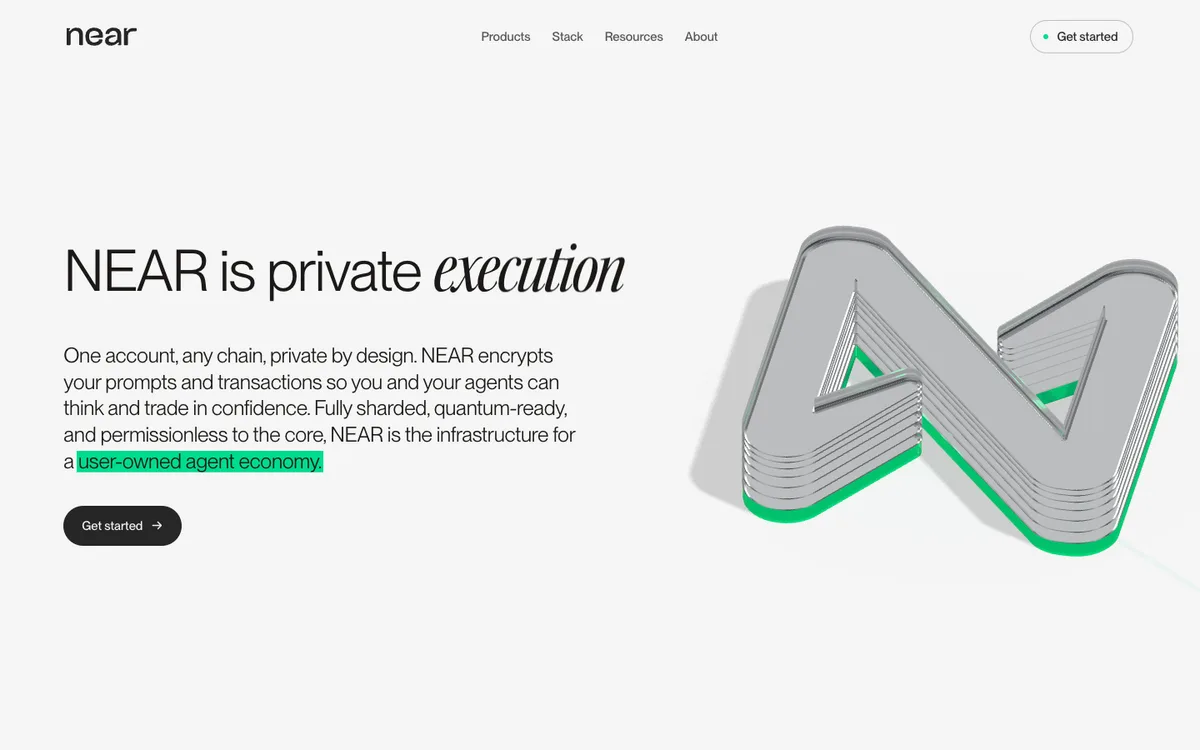 near
Products
Stack
Resources
About
Get started
NEAR is private execution
One account, any chain, private by design. NEAR encrypts
your prompts and transactions so you and your agents can
think and trade in confidence. Fully sharded, quantum-ready,
and permissionless to the core, NEAR is the infrastructure for
a user-owned agent economy.
Get started →